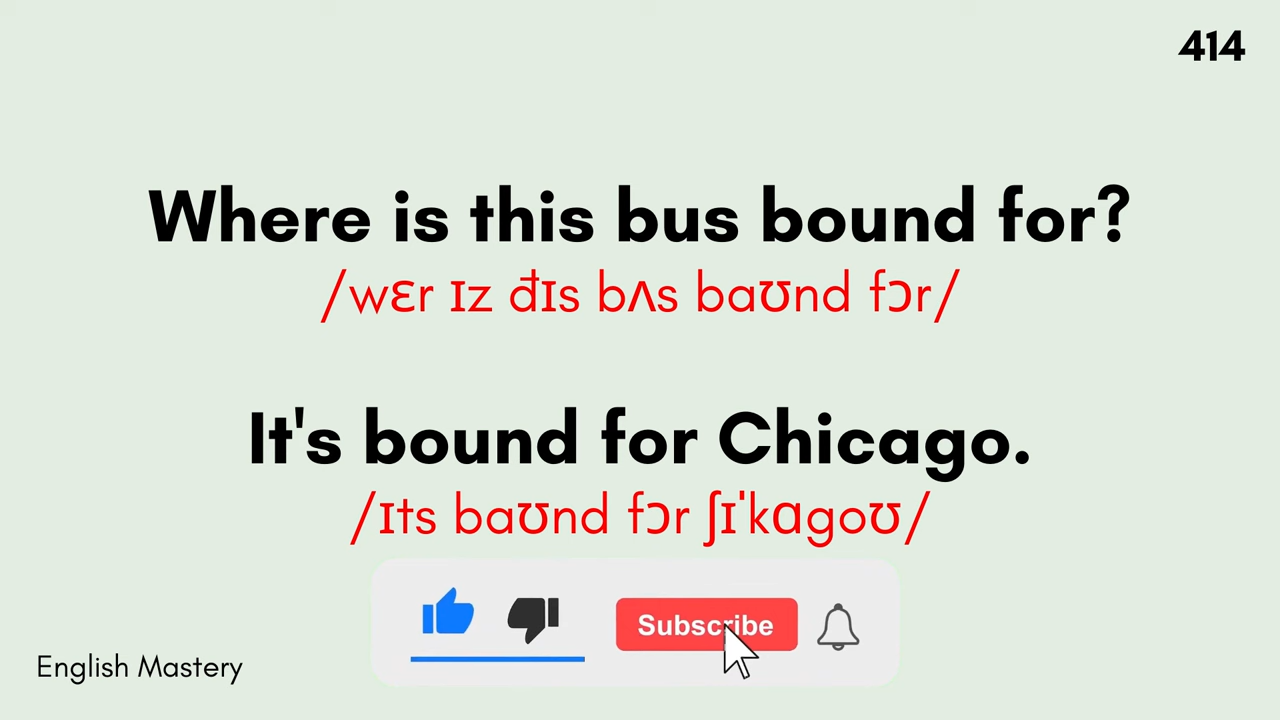 414
Where is this bus bound for?
/wɛr ɪz đɪs bʌs baʊnd fɔr/
It's bound for Chicago.
/ɪts baʊnd fɔr ʃɪˈkɑgoʊ/
Subscribe
English Mastery